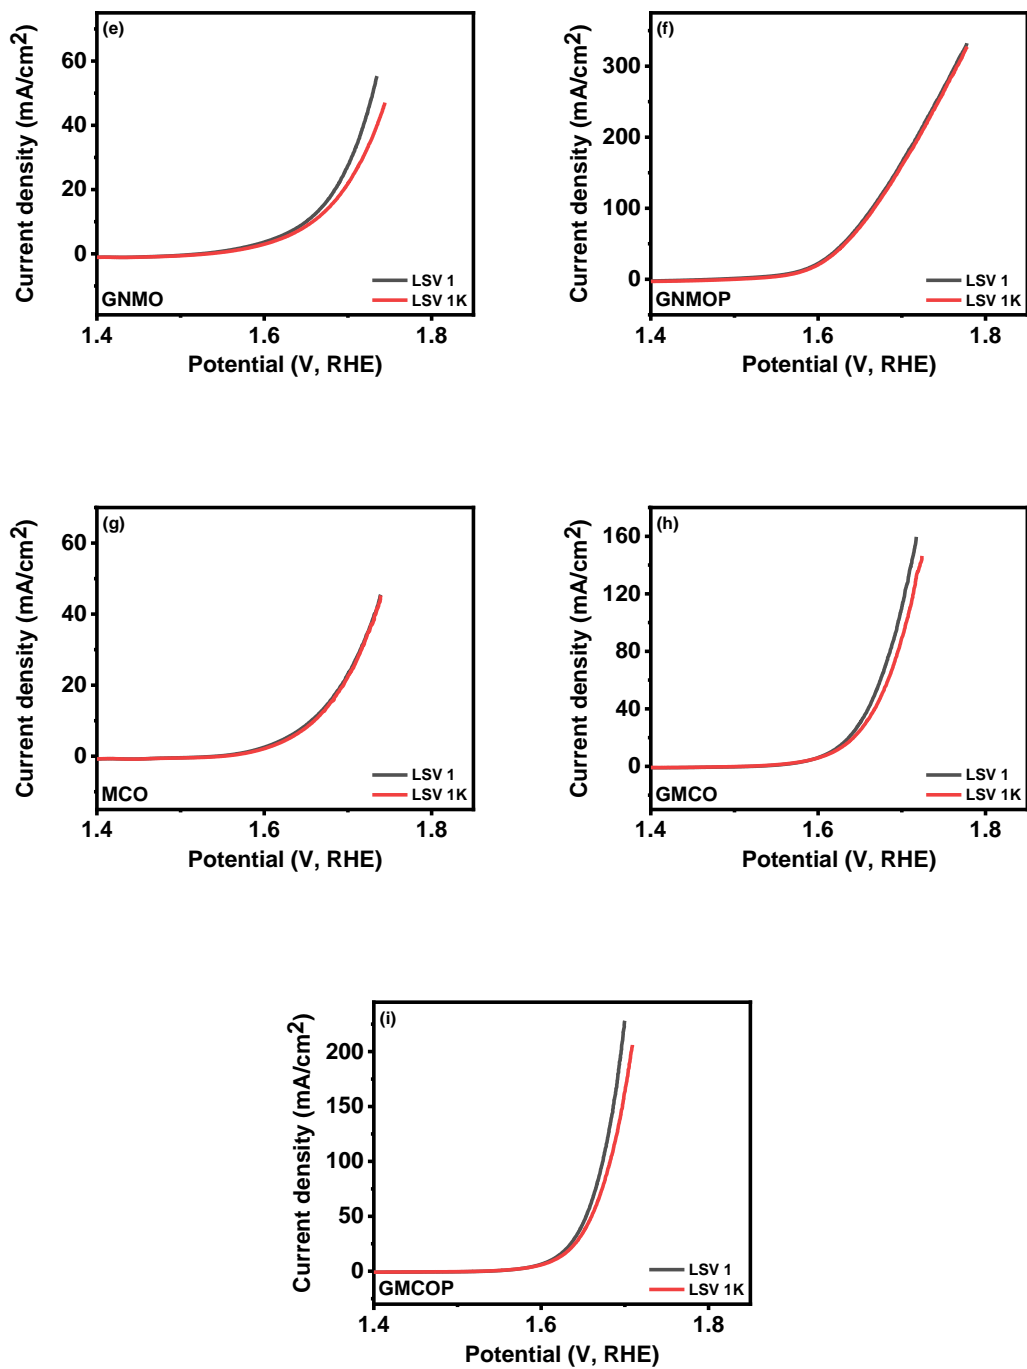 (e)
Current density (mA/cm2)
60
40
20
0
LSV 1
LSV 1K
GNMO
1.4
1.6
1.8
Potential (V, RHE)
(f)
Current density (mA/cm2)
300
200
100
0
LSV 1
LSV 1K
GNMOP
1.4
1.6
1.8
Potential (V, RHE)
(g)
Current density (mA/cm2)
60
40
20
0
LSV 1
LSV 1K
MCO
1.4
1.6
1.8
Potential (V, RHE)
(h)
Current density (mA/cm2)
160
120
80
40
0
LSV 1
LSV 1K
GMCO
1.4
1.6
1.8
Potential (V, RHE)
(i)
Current density (mA/cm2)
200
150
100
50
0
LSV 1
LSV 1K
GMCOP
1.4
1.6
1.8
Potential (V, RHE)